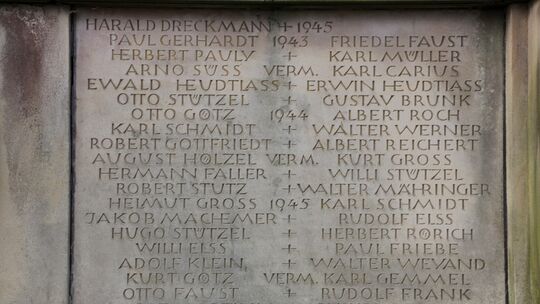 HARALD DRECKMANN + 1945
PAUL GERHARDT 1943 FRIEDEL FAUST
HERBERT PAULY + KARL MÜLLER
ARNO SÜSS VERM. KARL CARIUS
EWALD HEUDTLASS + ERWIN HEUDTLASS
OTTO STÜTZEL + GUSTAV BRUNK
OTTO GÖTZ 1944 ALBERT ROCH
KARL SCHMIDT + WALTER WERNER
ROBERT GOTTFRIEDT + ALBERT REICHERT
AUGUST HÖLZEL VERM. KURT GROSS
HERMANN FALLER + WILLI STÜTZEL
ROBERT STUTZ + WALTER MÄHRINGER
HEIMUT GROSS 1945 KARL SCHMIDT
JAKOB MACHEMER + RUDOLF ELSS
HUGO STÜTZEL + HERBERT RÖRICH
WILLI ELSS + PAUL FRIEBE
ADOLF KLEIN + WALTER WEYAND
KURT GÖTZ VERM. KARL GEMMEL
OTTO FAUST + RUDOLF FRANK